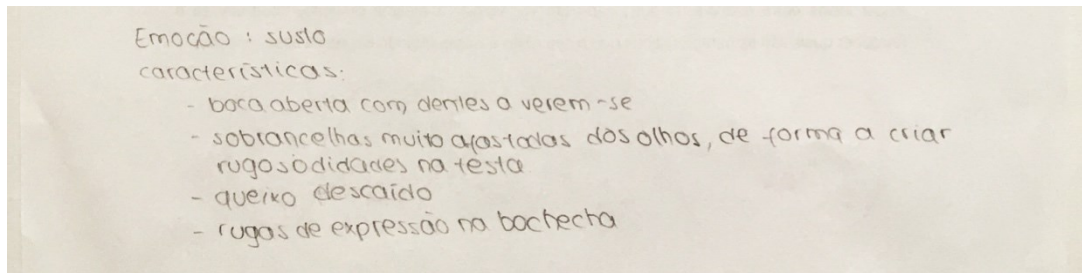 Emoção : susto
características:
- boca aberta com dentes a verem-se
- sobrancelhas muito afastadas dos olhos, de forma a criar
rugosodidades na testa
- queixo descaído
- rugas de expressão na bochecha